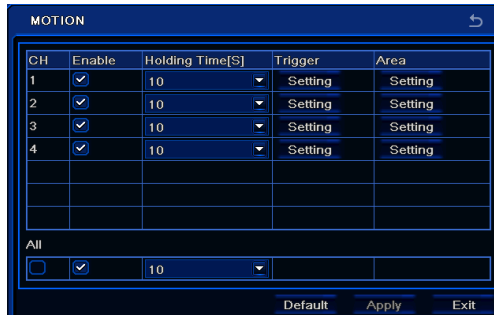 MOTION
CH Enable Holding Time[S] Trigger Area
1 10 Setting Setting
2 10 Setting Setting
3 10 Setting Setting
4 10 Setting Setting
All
10
Default Apply Exit